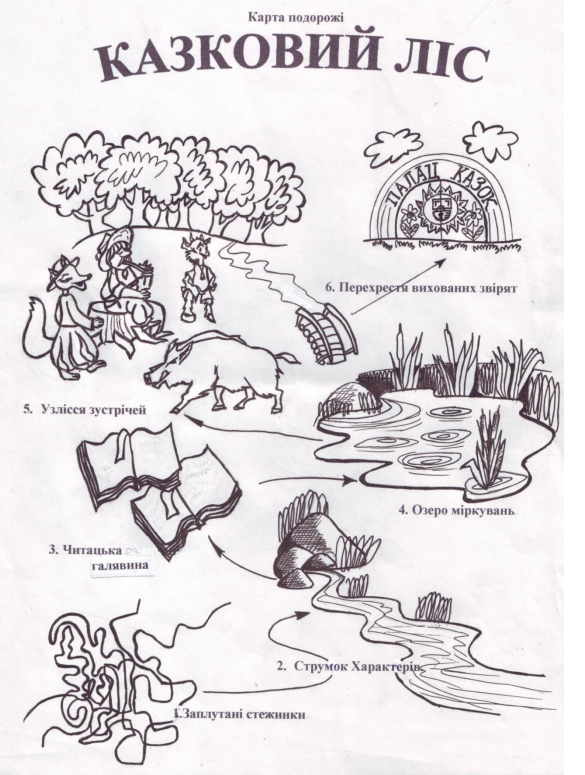 Карта подорожі
КАЗКОВИЙ ЛІС
ПАЛАЦ КАЗОК
6. Перехрестя вихованих звірят
5. Узлісся зустрічей
4. Озеро міркувань
3. Читацька
галявина
2. Струмок Характерів
1.Заплутані стежинки